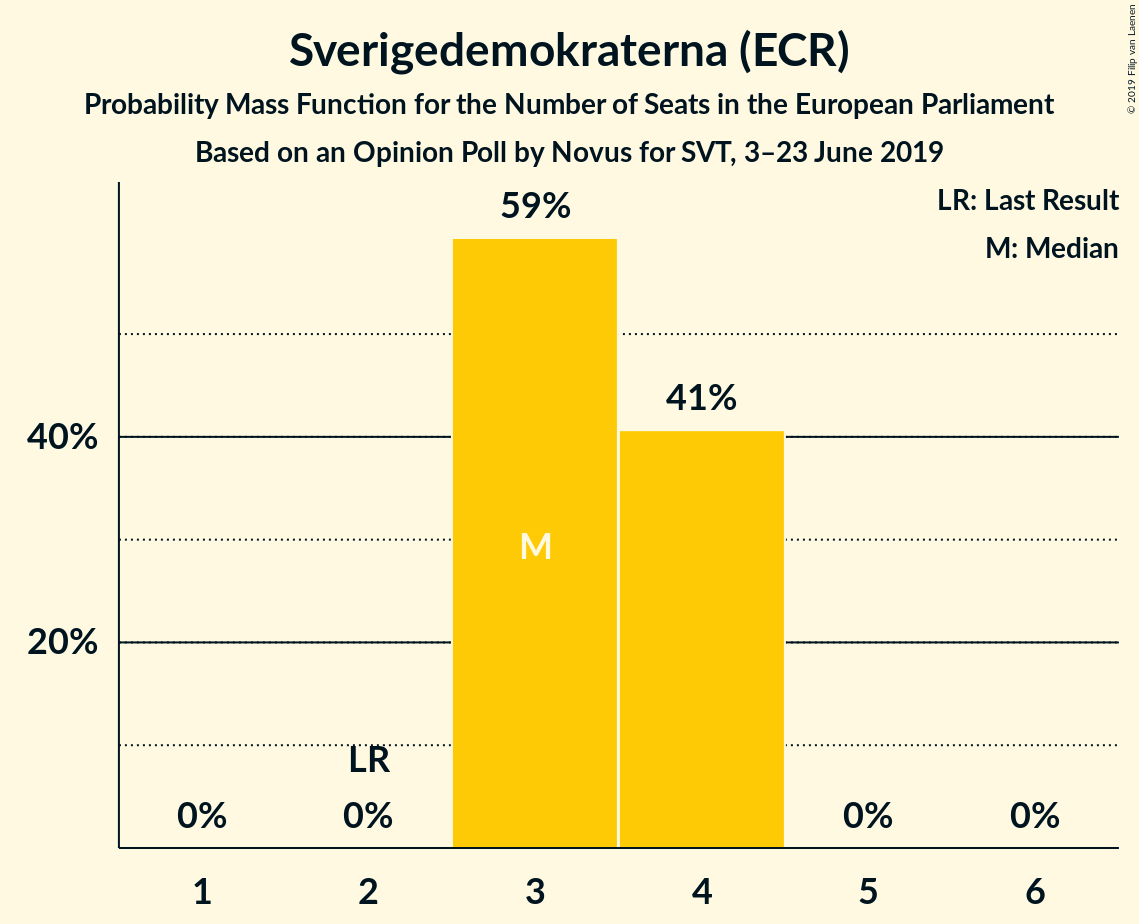 Sverigedemokraterna (ECR)
Probability Mass Function for the Number of Seats in the European Parliament
Based on an Opinion Poll by Novus for SVT, 3–23 June 2019
© 2019 Filip van Laenen
LR: Last Result
M: Median
59%
41%
40%
M
20%
LR
0%
0%
0%
0%
1
2
3
4
5
6